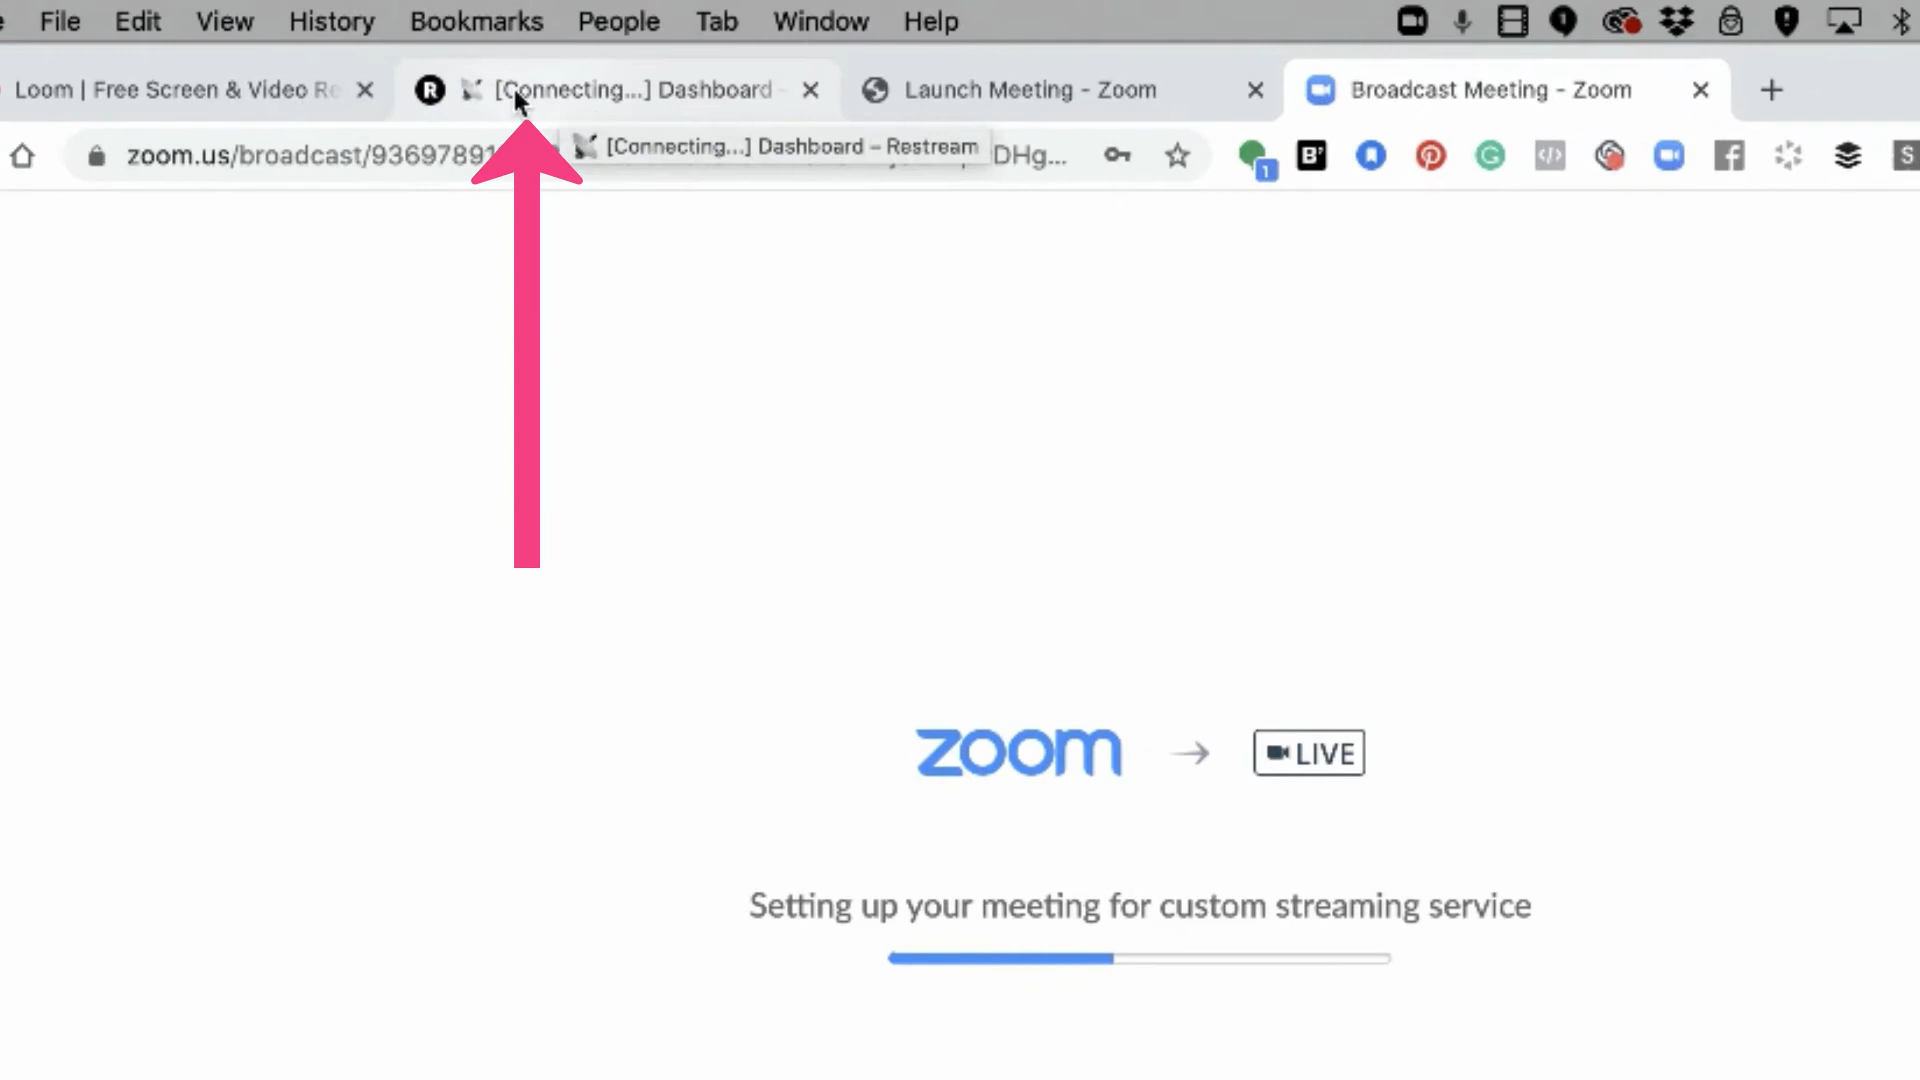 File Edit View History Bookmarks People Tab Window Help
Loom | Free Screen & Video Re
R [Connecting...] Dashboard -
Launch Meeting - Zoom
Broadcast Meeting - Zoom
zoom.us/broadcast/9369789
[Connecting...] Dashboard – Restream
DHg...
1
B'
S
zoom → LIVE
Setting up your meeting for custom streaming service